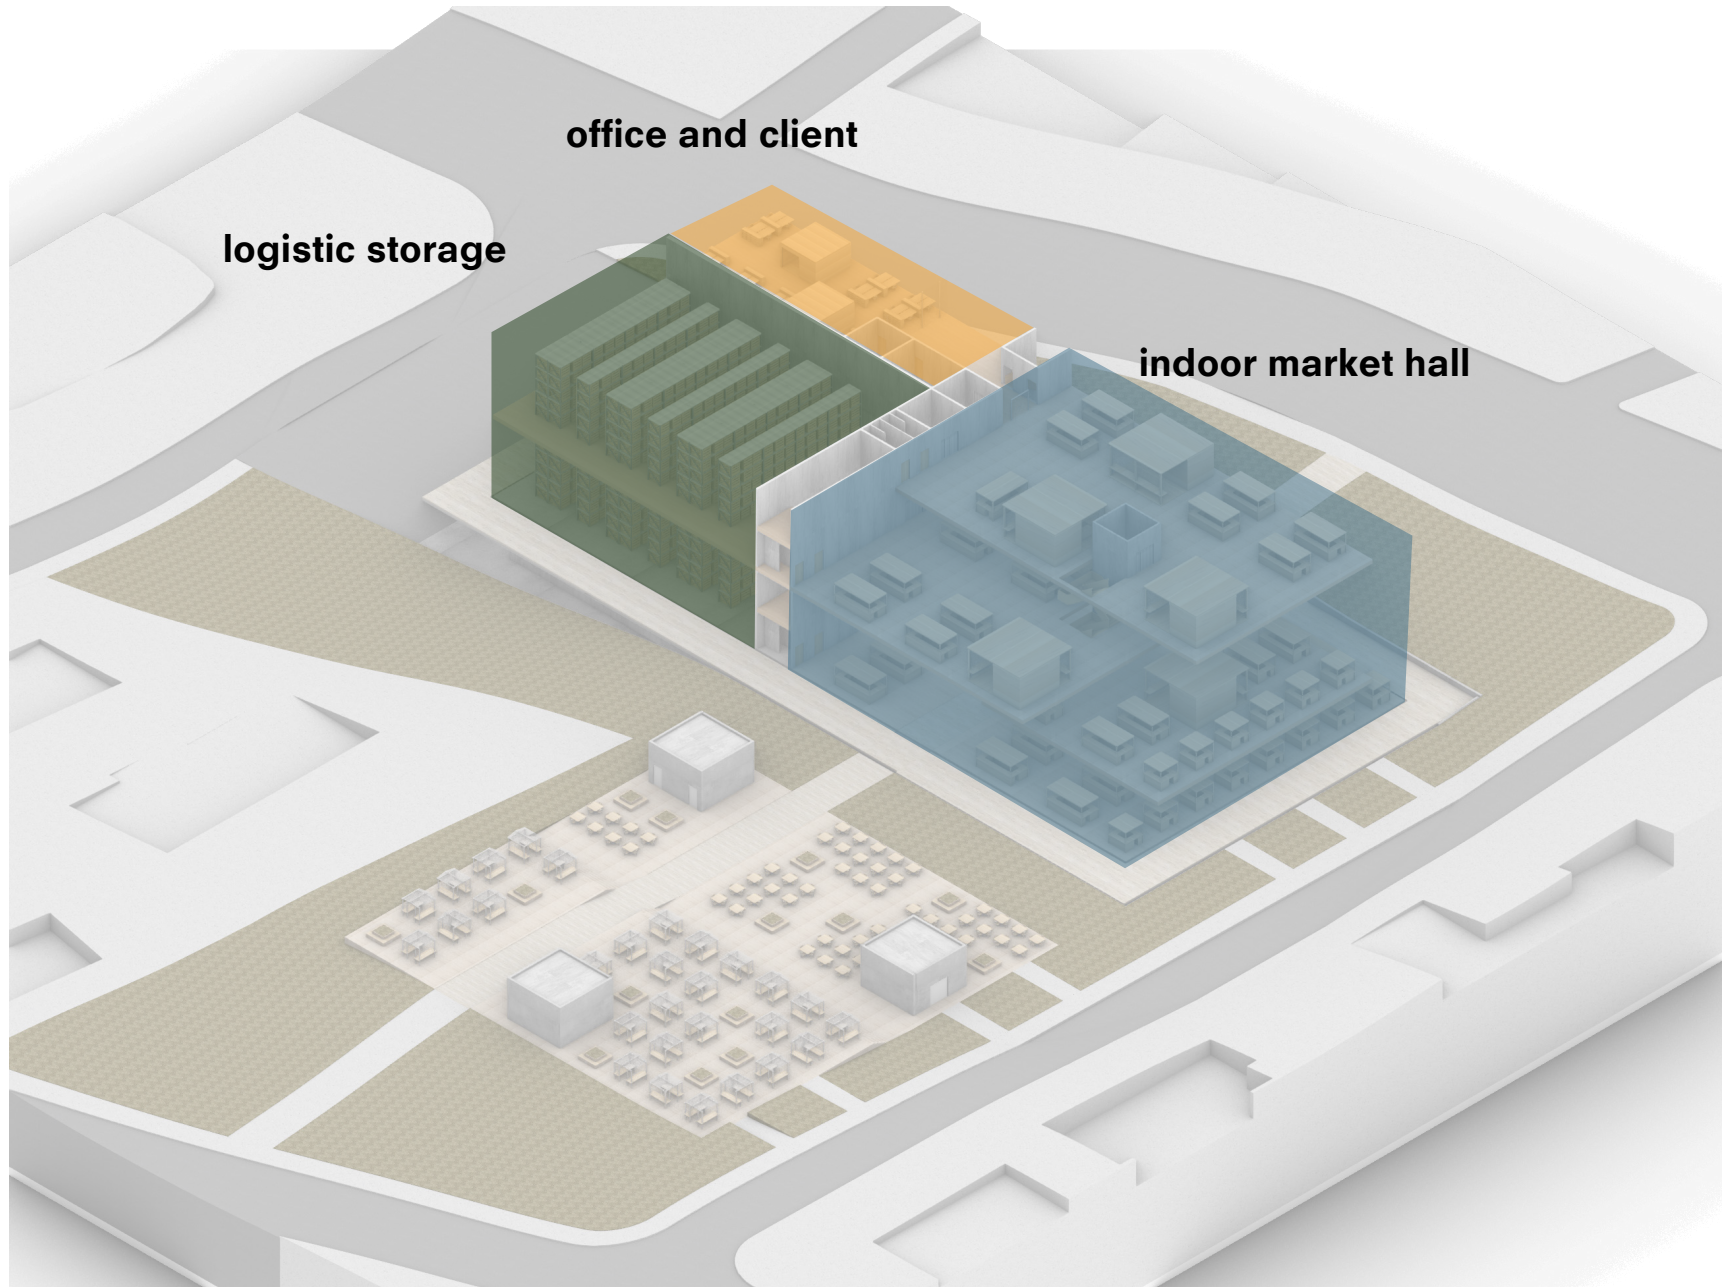 office and client
logistic storage
indoor market hall